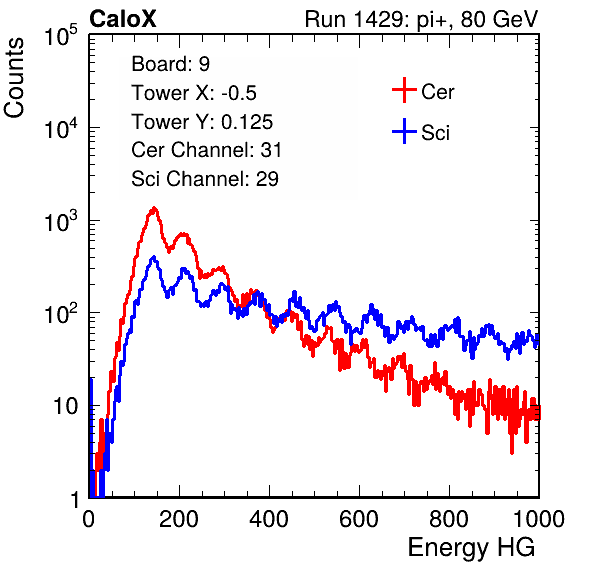 CaloX Run 1429: pi+, 80 GeV
Counts
10^5
10^4
10^3
10^2
10
1
Board: 9
Tower X: -0.5
Tower Y: 0.125
Cer Channel: 31
Sci Channel: 29
Cer
Sci
0 200 400 600 800 1000
Energy HG